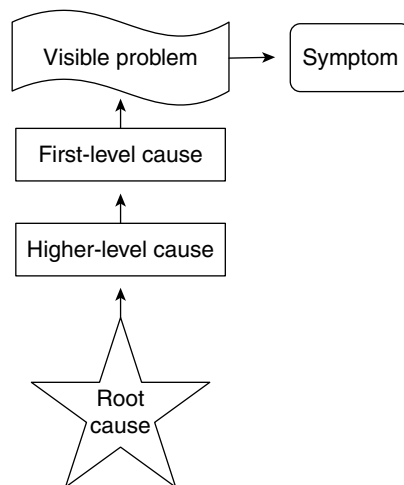 Visible problem
Symptom
First-level cause
Higher-level cause
Root
cause